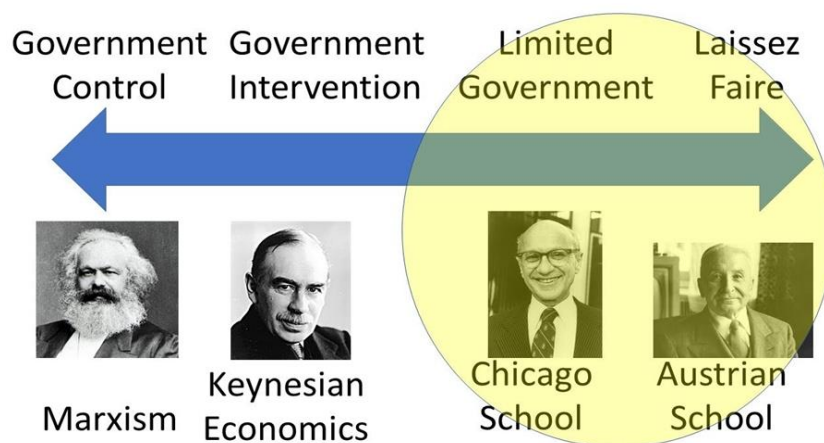 Government
Control
Government
Intervention
Limited
Government
Laissez
Faire
Marxism
Keynesian
Economics
Chicago
School
Austrian
School